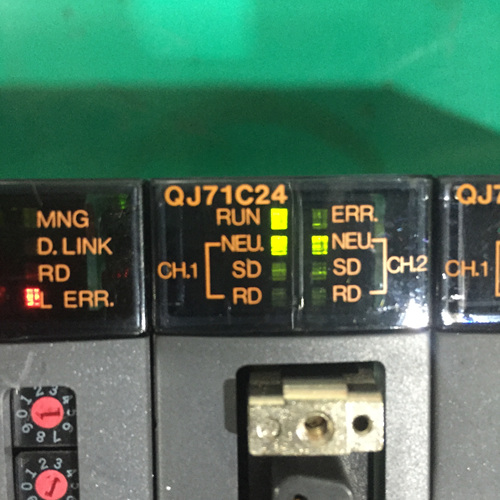 MNG
D.LINK
RD
L ERR.
QJ71C24
RUN
ERR.
CH.1
NEU.
SD
RD
NEU.
SD
RD
CH.2
QJ7
CH.1